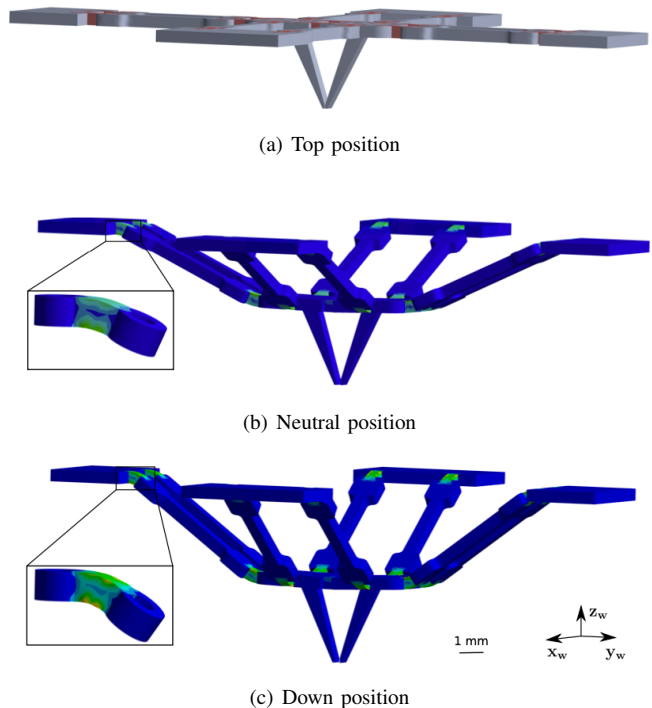 (a) Top position
(b) Neutral position
1 mm
z_w
x_w
y_w
(c) Down position